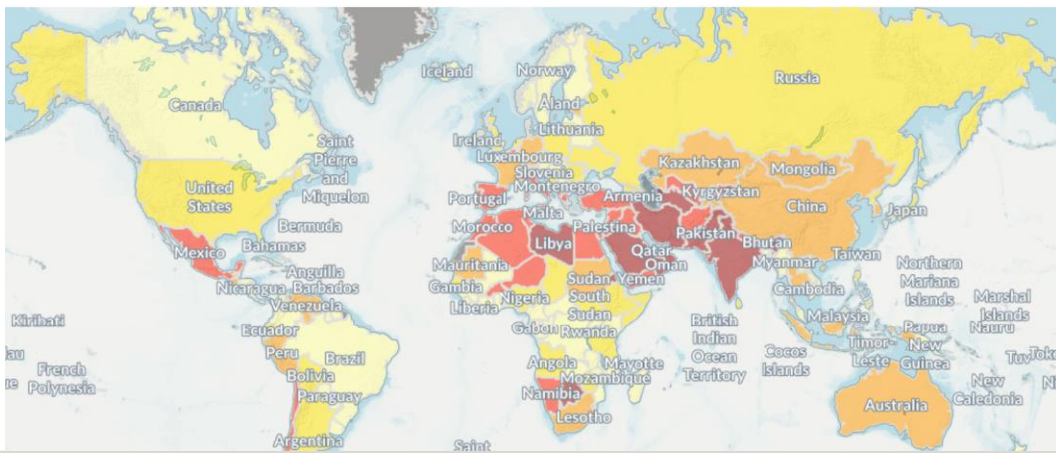 Iceland
Norway
Russia
Canada
Åland
Lithuania
Ireland
Saint
Pierre
and
Miquelon
Luxembourg
Slovenia
Montenegro
Kazakhstan
Mongolia
United
States
Portugal
Armenia
Kyrgyzstan
China
Japan
Bermuda
Malta
Morocco
Palestina
Libya
Pakistan
Mexico
Bahamas
Qatar
Oman
Bhutan
Taiwan
Myanmar
Mauritania
Anguilla
Barbados
Nicaragua
Gambia
Sudan
Yemen
Northern
Mariana
Islands
Cambodia
Venezuela
Liberia
Nigeria
South
Sudan
Marshal
Islands
Nauru
Kiribati
Ecuador
Gabon
Rwanda
British
Indian
Ocean
Territory
Malaysia
Papua
New
Guinea
Timor-
Leste
Cocos
Islands
Peru
Brazil
Angola
Mayotte
Mozambique
French
Polynesia
Bolivia
Paraguay
Namibia
Lesotho
New
Caledonia
Australia
Argentina
Saint